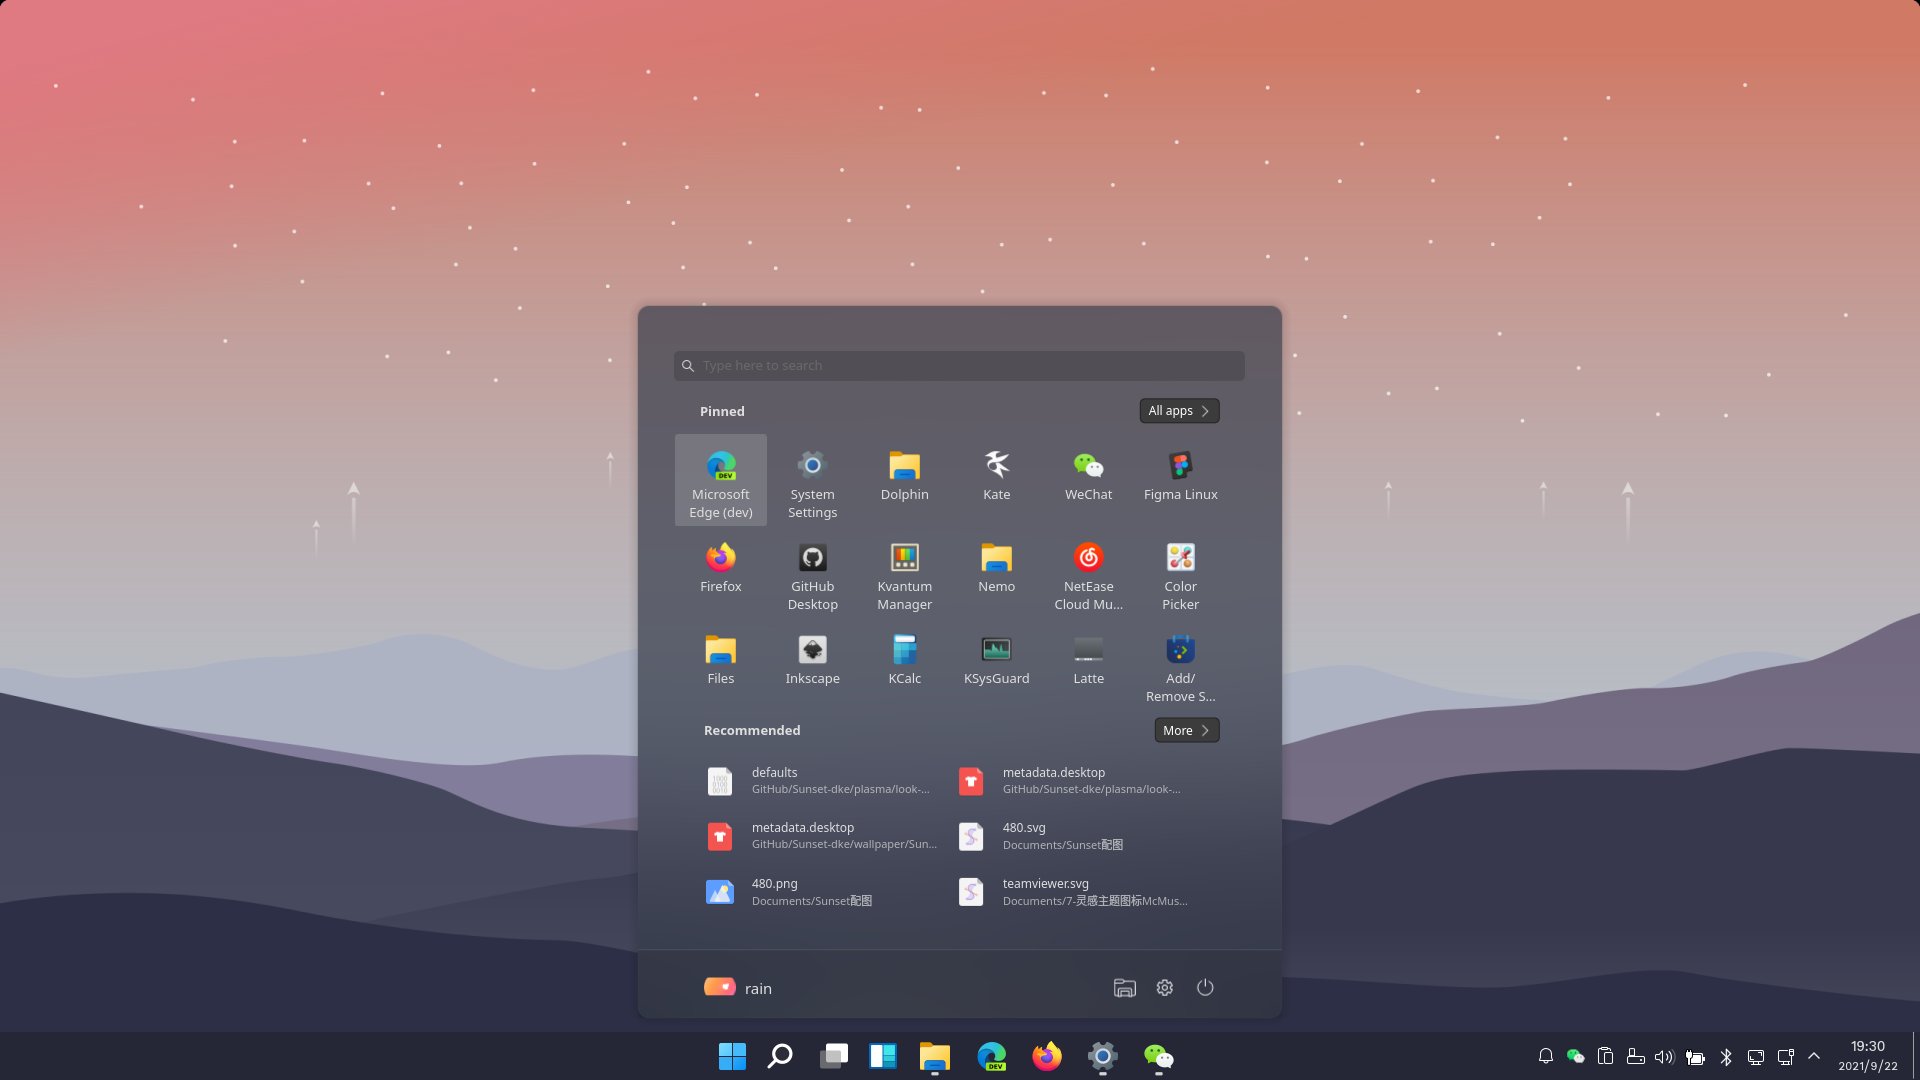 Type here to search
Pinned
All apps
Microsoft
Edge (dev)
System
Settings
Dolphin
Kate
WeChat
Figma Linux
Firefox
GitHub
Desktop
Kvantum
Manager
Nemo
NetEase
Cloud Mu...
Color
Picker
Files
Inkscape
KCalc
KSysGuard
Latte
Add/
Remove S...
Recommended
More
defaults
GitHub/Sunset-dke/plasma/look-...
metadata.desktop
GitHub/Sunset-dke/plasma/look-...
metadata.desktop
GitHub/Sunset-dke/wallpaper/Sun...
480.svg
Documents/Sunset配图
480.png
Documents/Sunset配图
teamviewer.svg
Documents/7-灵感主题图标McMus...
rain
DEV
19:30
2021/9/22